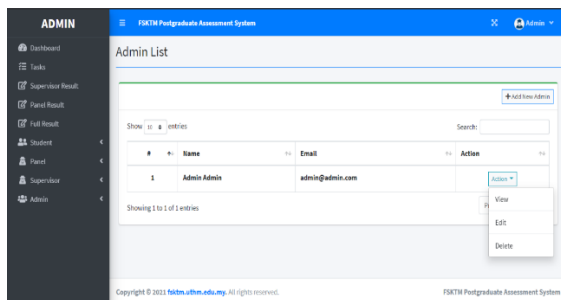 ADMIN
FSKTM Postgraduate Assessment System
Admin
Dashboard
Tasks
Supervisor Result
Panel Result
Full Result
Student
Panel
Supervisor
Admin
Admin List
Add New Admin
Show 10 entries
Search:
# Name Email Action
1 Admin Admin admin@admin.com Action
Showing 1 to 1 of 1 entries
View
Edit
Delete
Copyright © 2021 fsktm.uthm.edu.my. All rights reserved.
FSKTM Postgraduate Assessment System